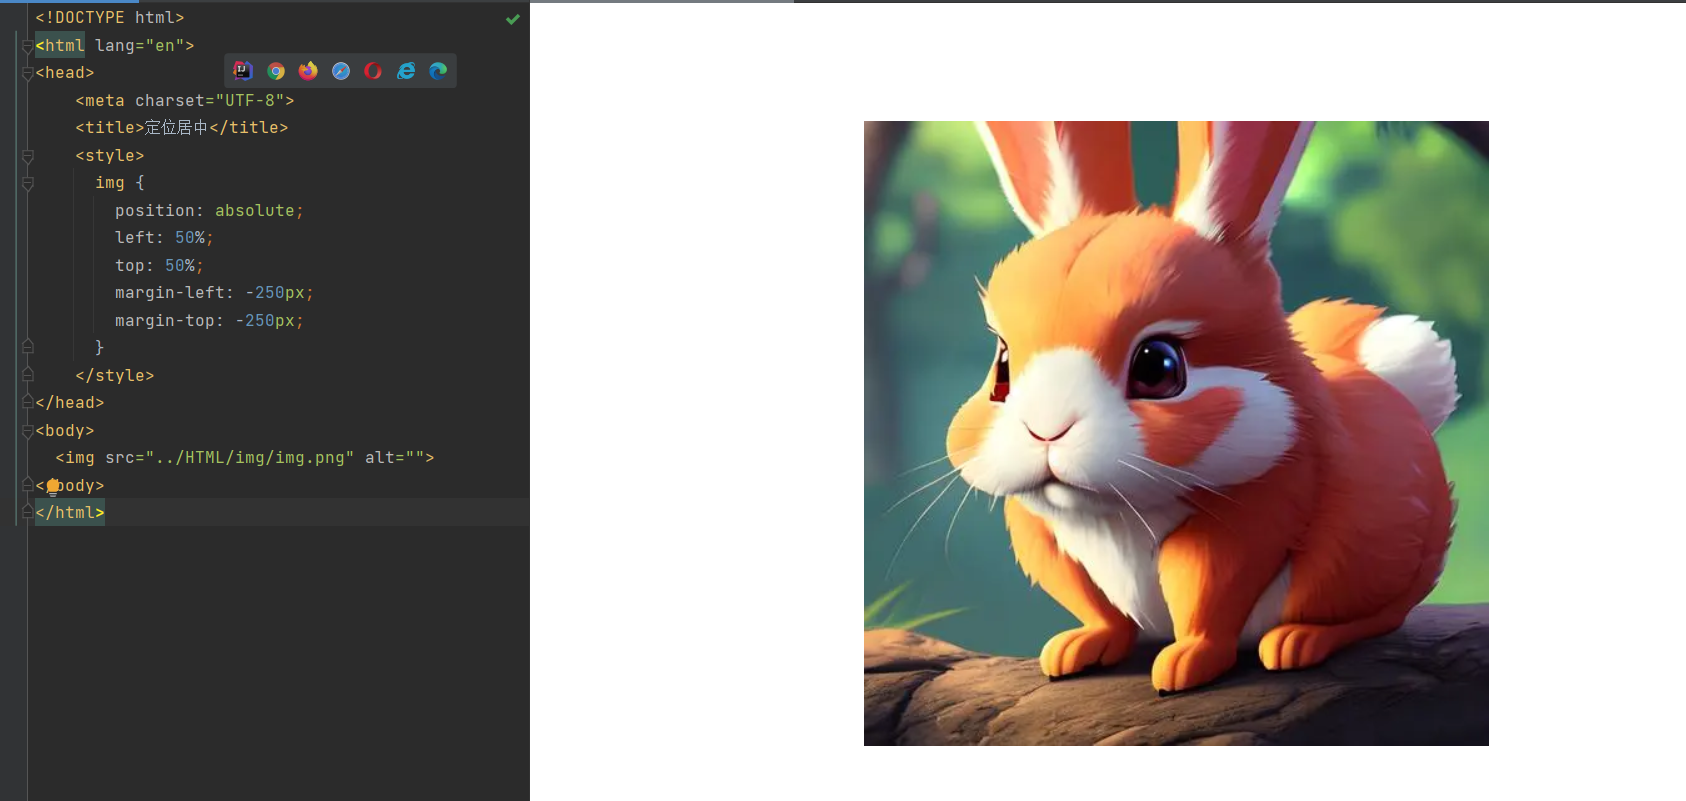 <!DOCTYPE html>
<html lang="en">
<head>
<meta charset="UTF-8">
<title>定位居中</title>
<style>
img {
position: absolute;
left: 50%;
top: 50%;
margin-left: -250px;
margin-top: -250px;
}
</style>
</head>
<body>
<img src="../HTML/img/img.png" alt="">
</body>
</html>